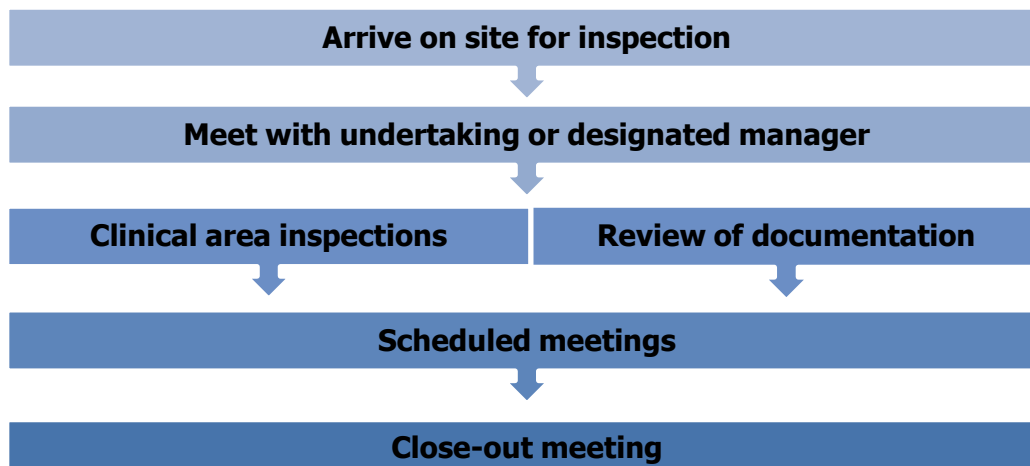 Arrive on site for inspection
Meet with undertaking or designated manager
Clinical area inspections
Review of documentation
Scheduled meetings
Close-out meeting